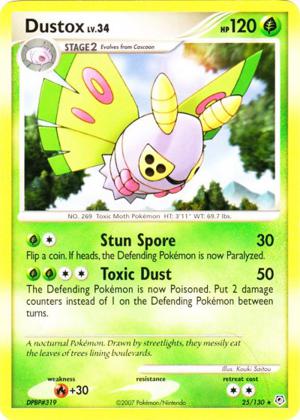 Dustox LV.34
HP 120
STAGE 2 Evolves from Cascoon
NO. 269 Toxic Moth Pokémon HT: 3'11" WT: 69.7 lbs.
Stun Spore 30
Flip a coin. If heads, the Defending Pokémon is now Paralyzed.
Toxic Dust 50
The Defending Pokémon is now Poisoned. Put 2 damage
counters instead of 1 on the Defending Pokémon between
turns.
A nocturnal Pokémon. Drawn by streetlights, they messily eat
the leaves of trees lining boulevards.
Illus. Kouki Saitou
weakness resistance retreat cost
+30
DPBP#319 ©2007 Pokémon/Nintendo 25/130 ★